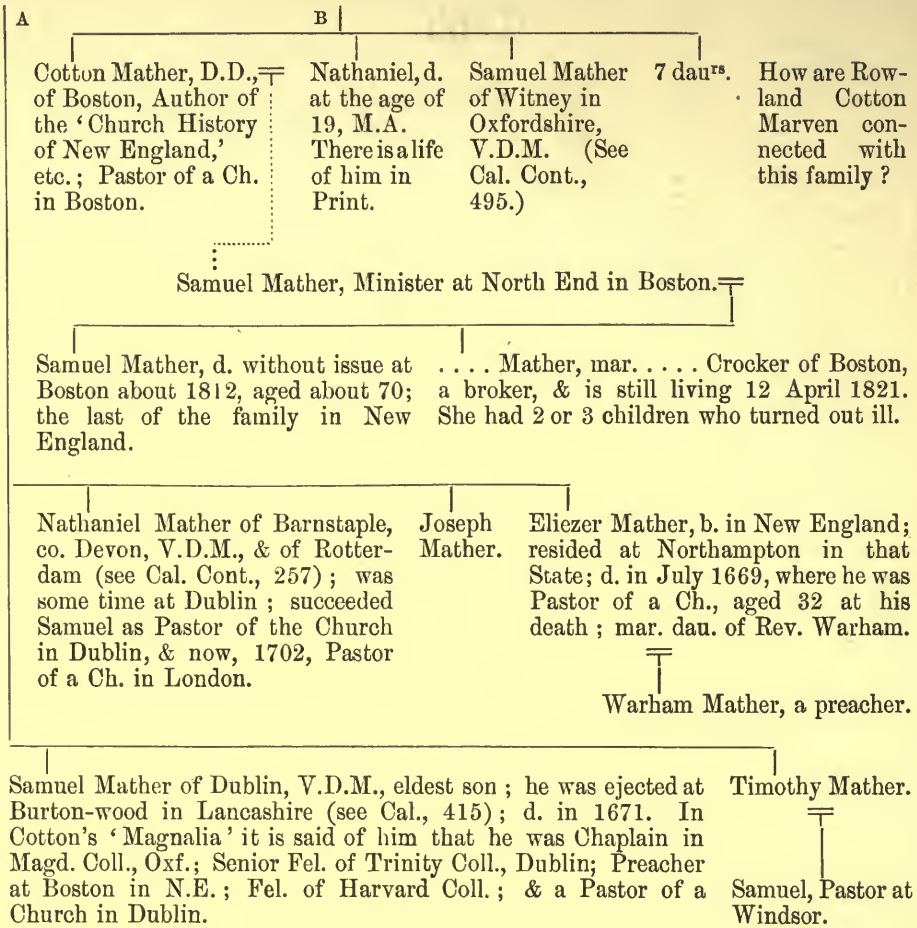 A B
Cotton Mather, D.D.,
of Boston, Author of
the ‘Church History
of New England,’
etc.; Pastor of a Ch.
in Boston.
Nathaniel, d.
at the age of
19, M.A.
There is a life
of him in
Print.
Samuel Mather
of Witney in
Oxfordshire,
V.D.M. (See
Cal. Cont.,
495.)
7 daurs.
How are Row-
land Cotton
Marven con-
nected with
this family?
Samuel Mather, Minister at North End in Boston.
Samuel Mather, d. without issue at
Boston about 1812, aged about 70;
the last of the family in New
England.
.... Mather, mar..... Crocker of Boston,
a broker, & is still living 12 April 1821.
She had 2 or 3 children who turned out ill.
Nathaniel Mather of Barnstaple,
co. Devon, V.D.M., & of Rotter-
dam (see Cal. Cont., 257); was
some time at Dublin; succeeded
Samuel as Pastor of the Church
in Dublin, & now, 1702, Pastor
of a Ch. in London.
Joseph
Mather.
Eliezer Mather, b. in New England;
resided at Northampton in that
State; d. in July 1669, where he was
Pastor of a Ch., aged 32 at his
death; mar. dau. of Rev. Warham.
Warham Mather, a preacher.
Samuel Mather of Dublin, V.D.M., eldest son; he was ejected at
Burton-wood in Lancashire (see Cal., 415); d. in 1671. In
Cotton's ‘Magnalia’ it is said of him that he was Chaplain in
Magd. Coll., Oxf.; Senior Fel. of Trinity Coll., Dublin; Preacher
at Boston in N.E.; Fel. of Harvard Coll.; & a Pastor of a
Church in Dublin.
Timothy Mather.
Samuel, Pastor at
Windsor.